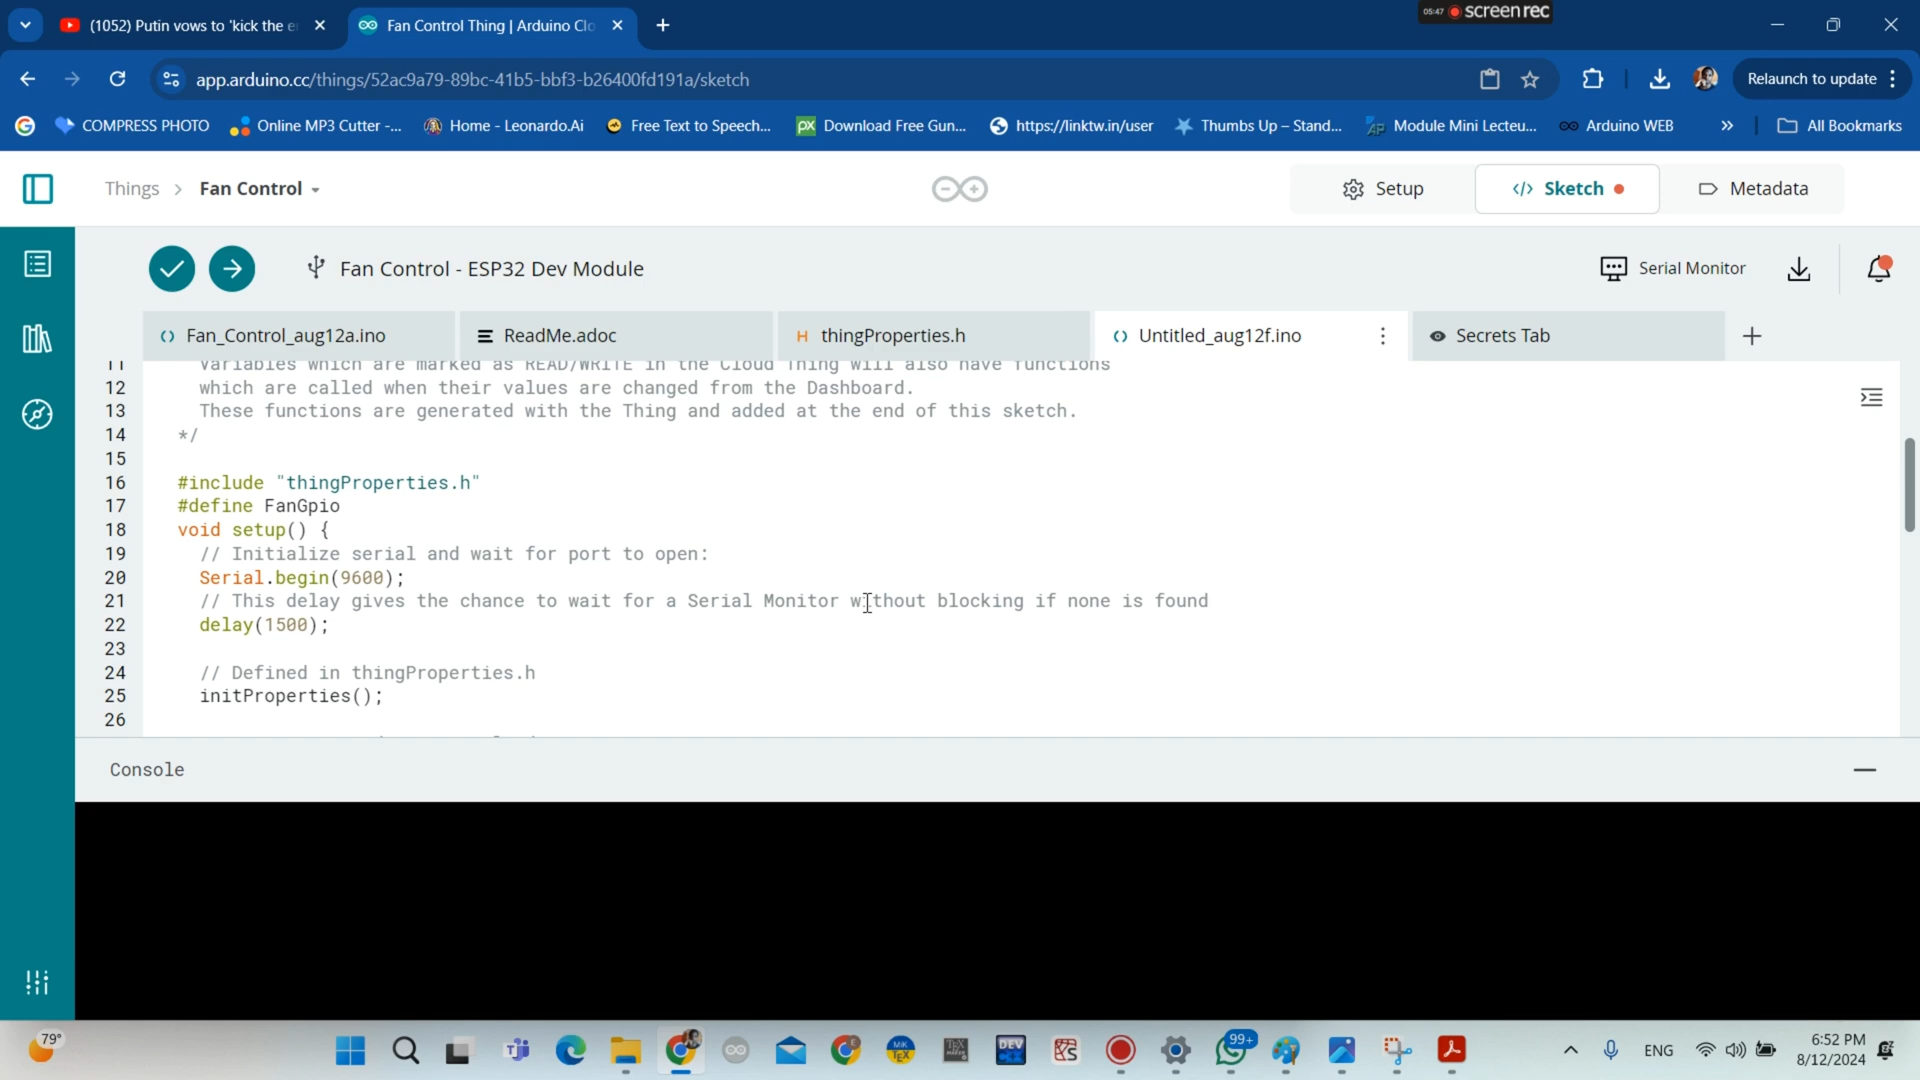 05:47 screenrec
(1052) Putin vows to 'kick the e
Fan Control Thing | Arduino Clo
app.arduino.cc/things/52ac9a79-89bc-41b5-bbf3-b26400fd191a/sketch
Relaunch to update
COMPRESS PHOTO
Online MP3 Cutter -...
Home - Leonardo.Ai
Free Text to Speech...
Download Free Gun...
https://linktw.in/user
Thumbs Up – Stand...
Module Mini Lecteu...
Arduino WEB
All Bookmarks
Things > Fan Control
Setup
</> Sketch
Metadata
Fan Control - ESP32 Dev Module
Serial Monitor
Fan_Control_aug12a.ino
ReadMe.adoc
H thingProperties.h
Untitled_aug12f.ino
Secrets Tab
11 Variables which are marked as READ/WRITE in the Cloud Thing will also have functions
12 which are called when their values are changed from the Dashboard.
13 These functions are generated with the Thing and added at the end of this sketch.
14 */
15
16 #include "thingProperties.h"
17 #define FanGpio
18 void setup() {
19 // Initialize serial and wait for port to open:
20 Serial.begin(9600);
21 // This delay gives the chance to wait for a Serial Monitor without blocking if none is found
22 delay(1500);
23
24 // Defined in thingProperties.h
25 initProperties();
26
Console
79°
99+
ENG
6:52 PM
8/12/2024